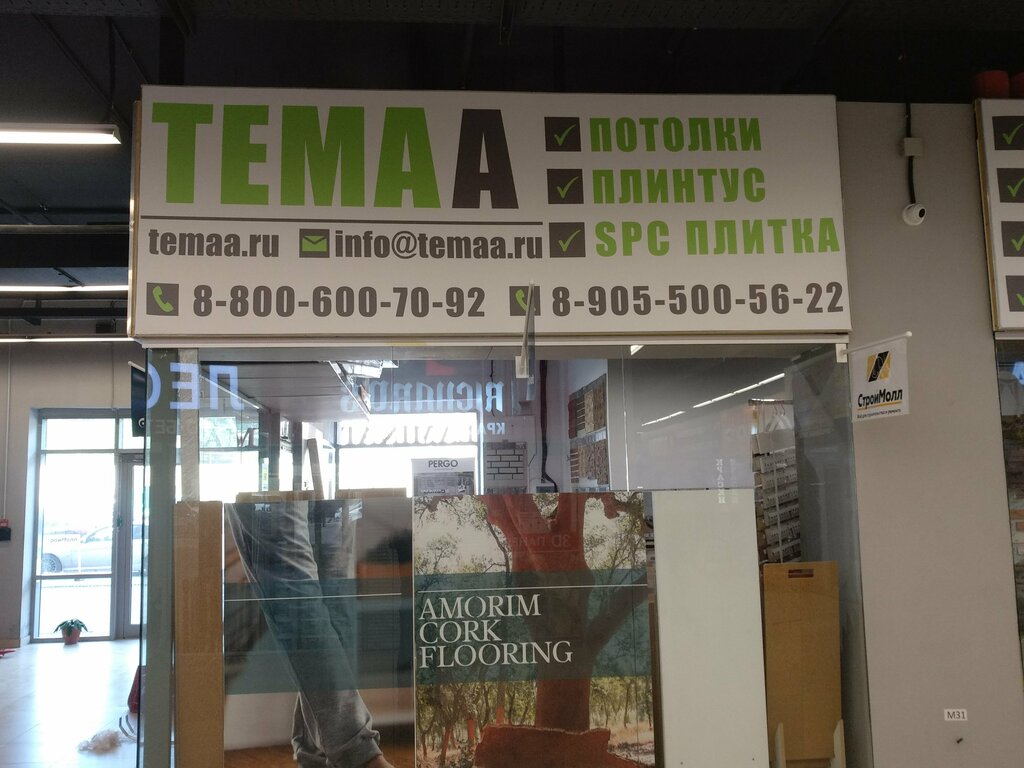 ТЕМАА
ПОТОЛКИ
ПЛИНТУС
SPC ПЛИТКА
temaa.ru
info@temaa.ru
8-800-600-70-92
8-905-500-56-22
СтройМолл
PERGO
AMORIM
CORK
FLOORING
M31